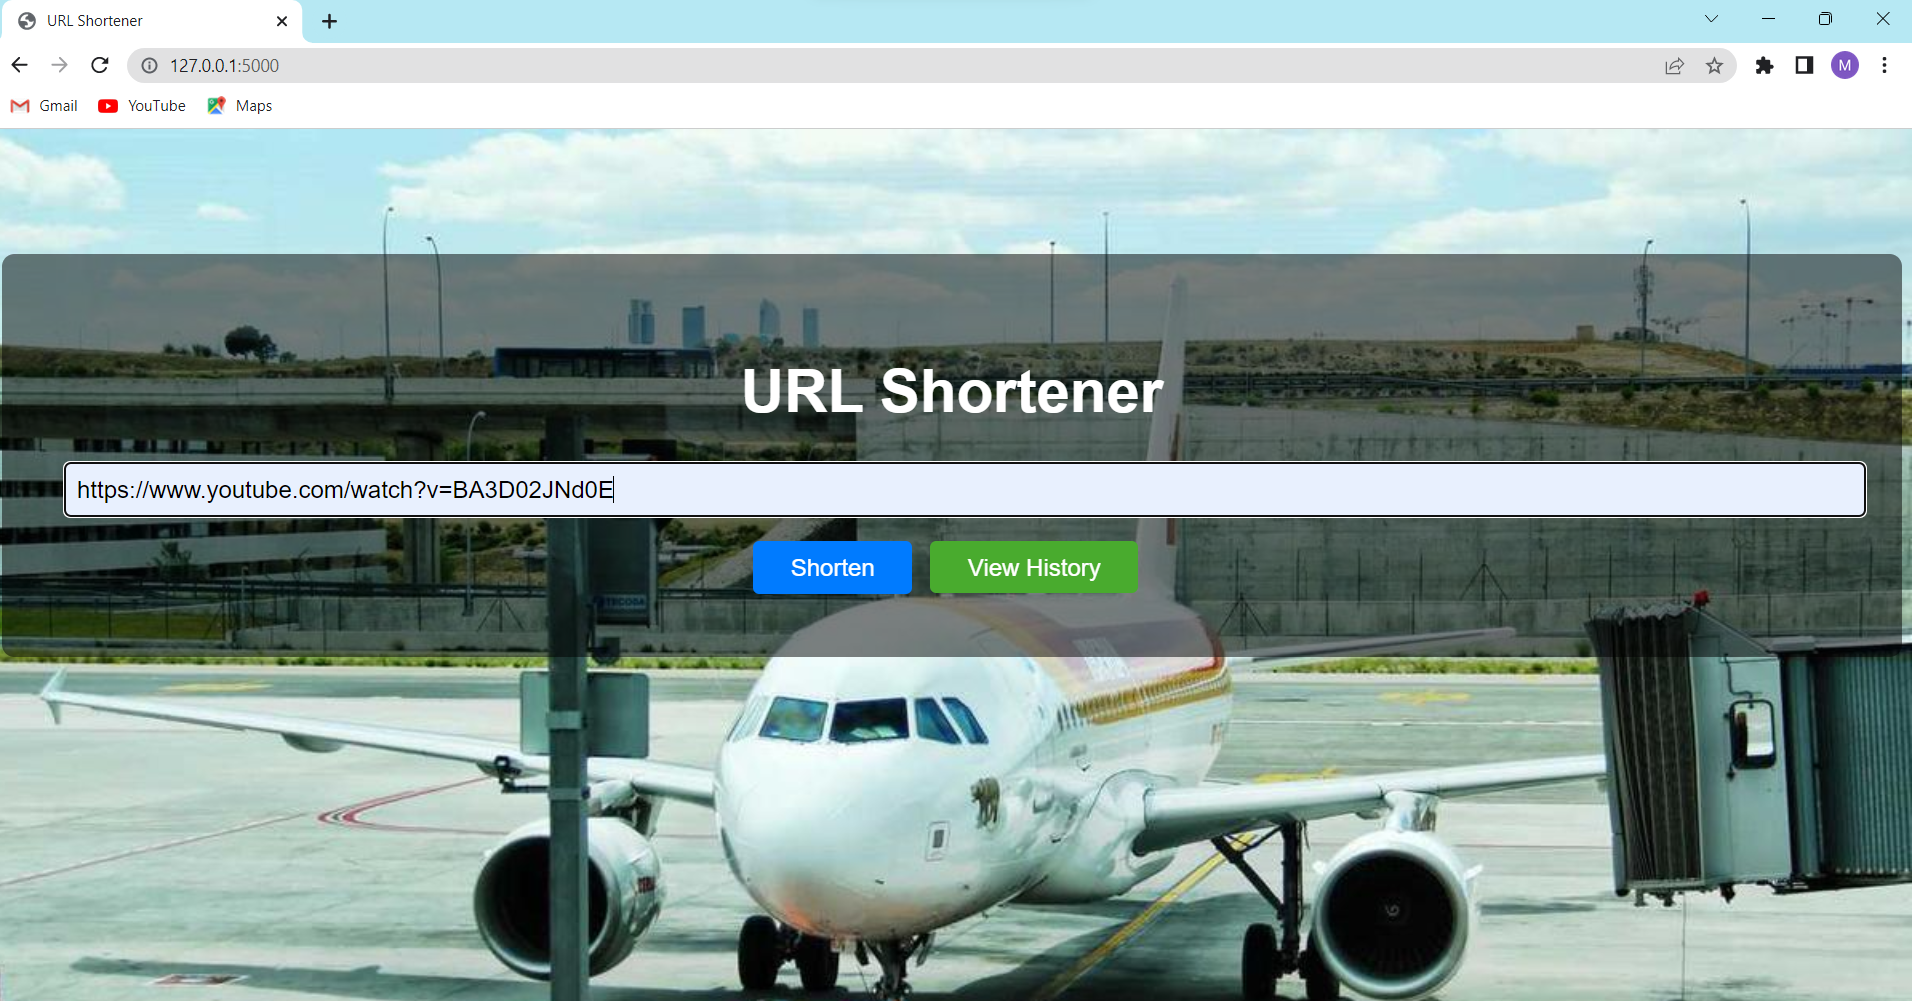 URL Shortener
127.0.0.1:5000
M
Gmail YouTube Maps
URL Shortener
https://www.youtube.com/watch?v=BA3D02JNd0E
Shorten View History
TECODA